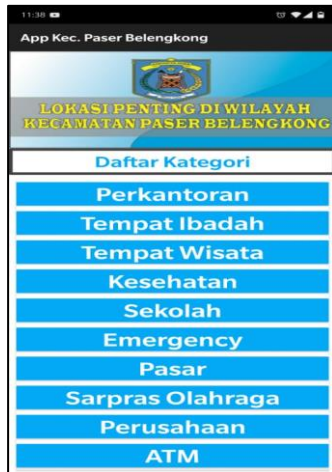 11:38
App Kec. Paser Belengkong
LOKASI PENTING DI WILAYAH
KECAMATAN PASER BELENGKONG
Daftar Kategori
Perkantoran
Tempat Ibadah
Tempat Wisata
Kesehatan
Sekolah
Emergency
Pasar
Sarpras Olahraga
Perusahaan
ATM